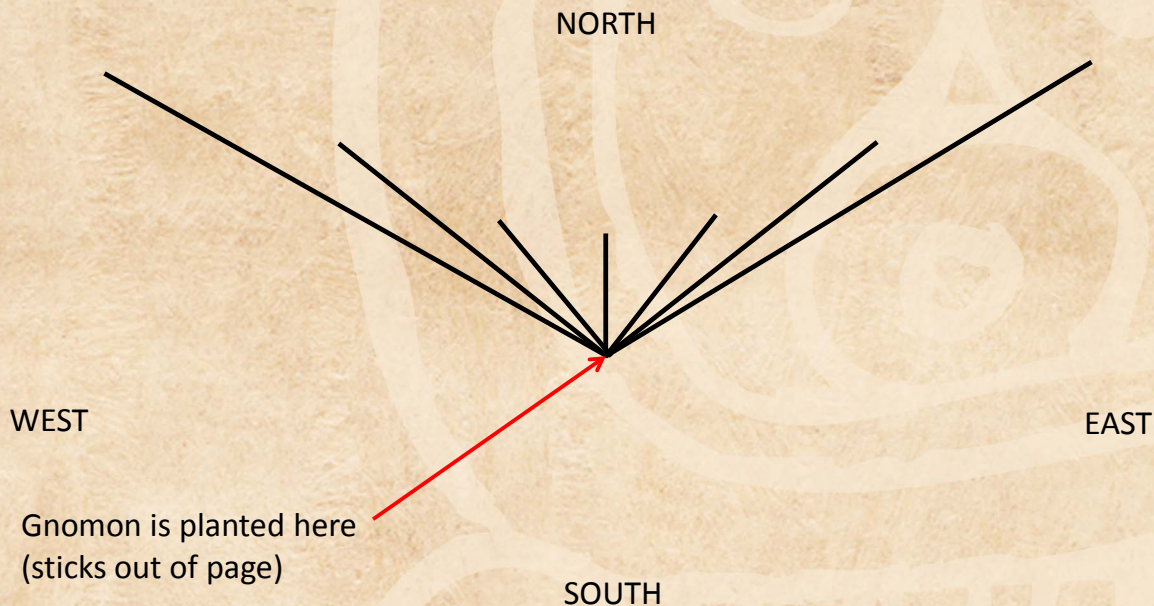 NORTH
WEST
EAST
Gnomon is planted here
(sticks out of page)
SOUTH